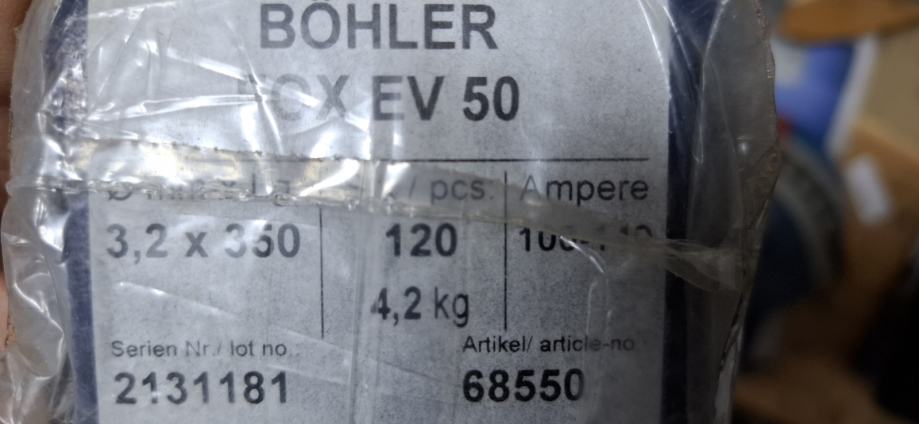 BÖHLER
FOX EV 50
/ pcs. Ampere
3,2 x 350 120
4,2 kg
Serien Nr./ lot no.: Artikel/ article-no
2131181 68550